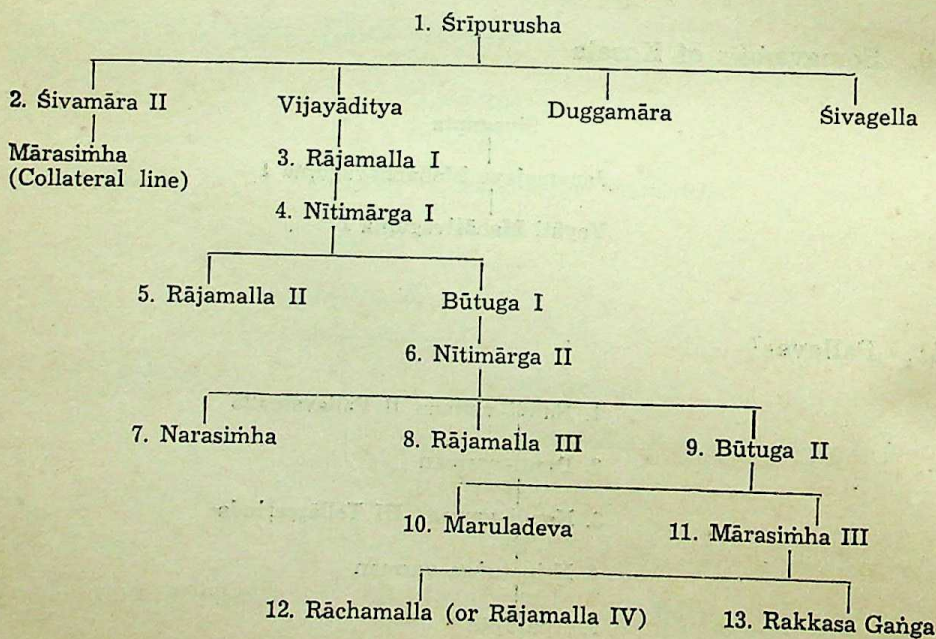 1. Śrīpurusha
2. Śivamāra II Vijayāditya Duggamāra Śivagella
Mārasiṁha 3. Rājamalla I
(Collateral line)
4. Nītimārga I
5. Rājamalla II Būtuga I
6. Nītimārga II
7. Narasiṁha 8. Rājamalla III 9. Būtuga II
10. Maruladeva 11. Mārasiṁha III
12. Rāchamalla (or Rājamalla IV) 13. Rakkasa Gaṅga